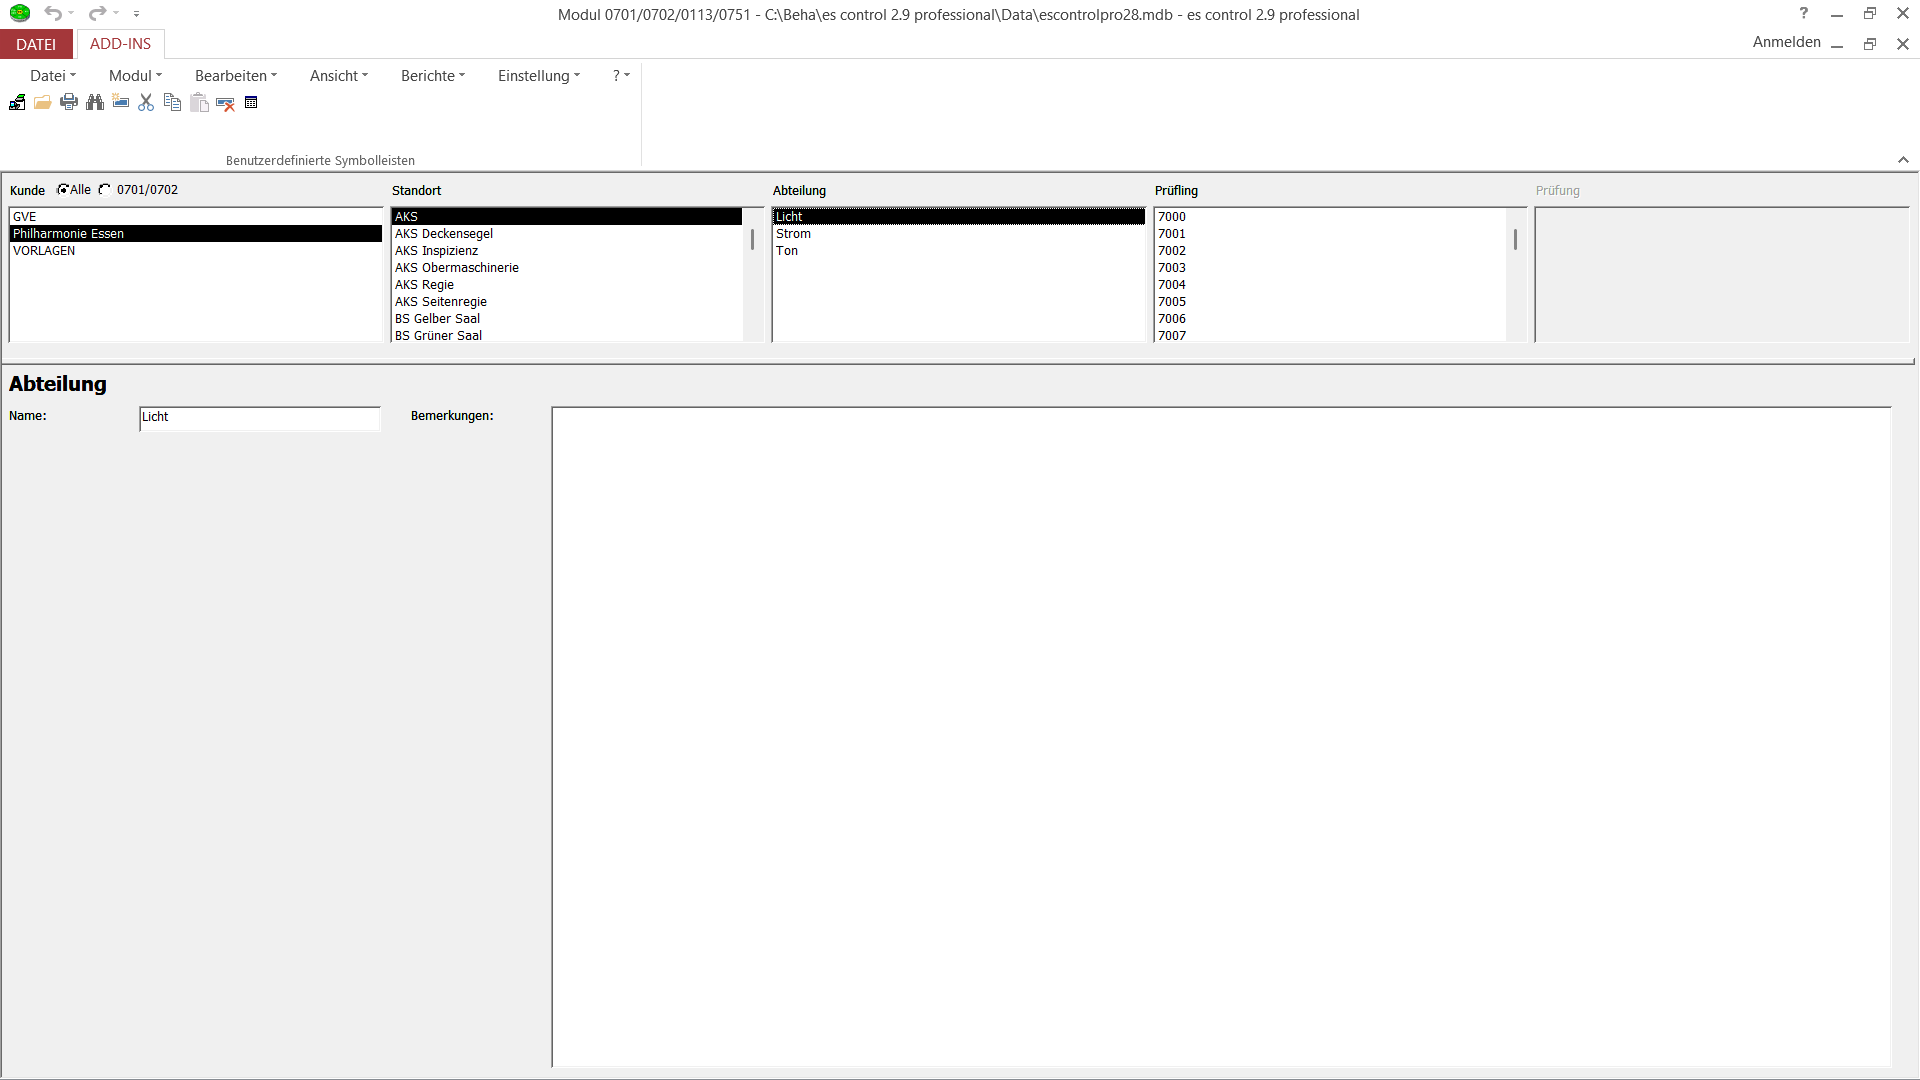 Modul 0701/0702/0113/0751 - C:\Beha\es control 2.9 professional\Data\escontrolpro28.mdb - es control 2.9 professional
?
DATEI ADD-INS Anmelden
Datei Modul Bearbeiten Ansicht Berichte Einstellung ?
Benutzerdefinierte Symbolleisten
Kunde Alle 0701/0702
GVE
Philharmonie Essen
VORLAGEN
Standort
AKS
AKS Deckensegel
AKS Inspizienz
AKS Obermaschinerie
AKS Regie
AKS Seitenregie
BS Gelber Saal
BS Grüner Saal
Abteilung
Licht
Strom
Ton
Prüfling
7000
7001
7002
7003
7004
7005
7006
7007
Prüfung
Abteilung
Name: Licht Bemerkungen: